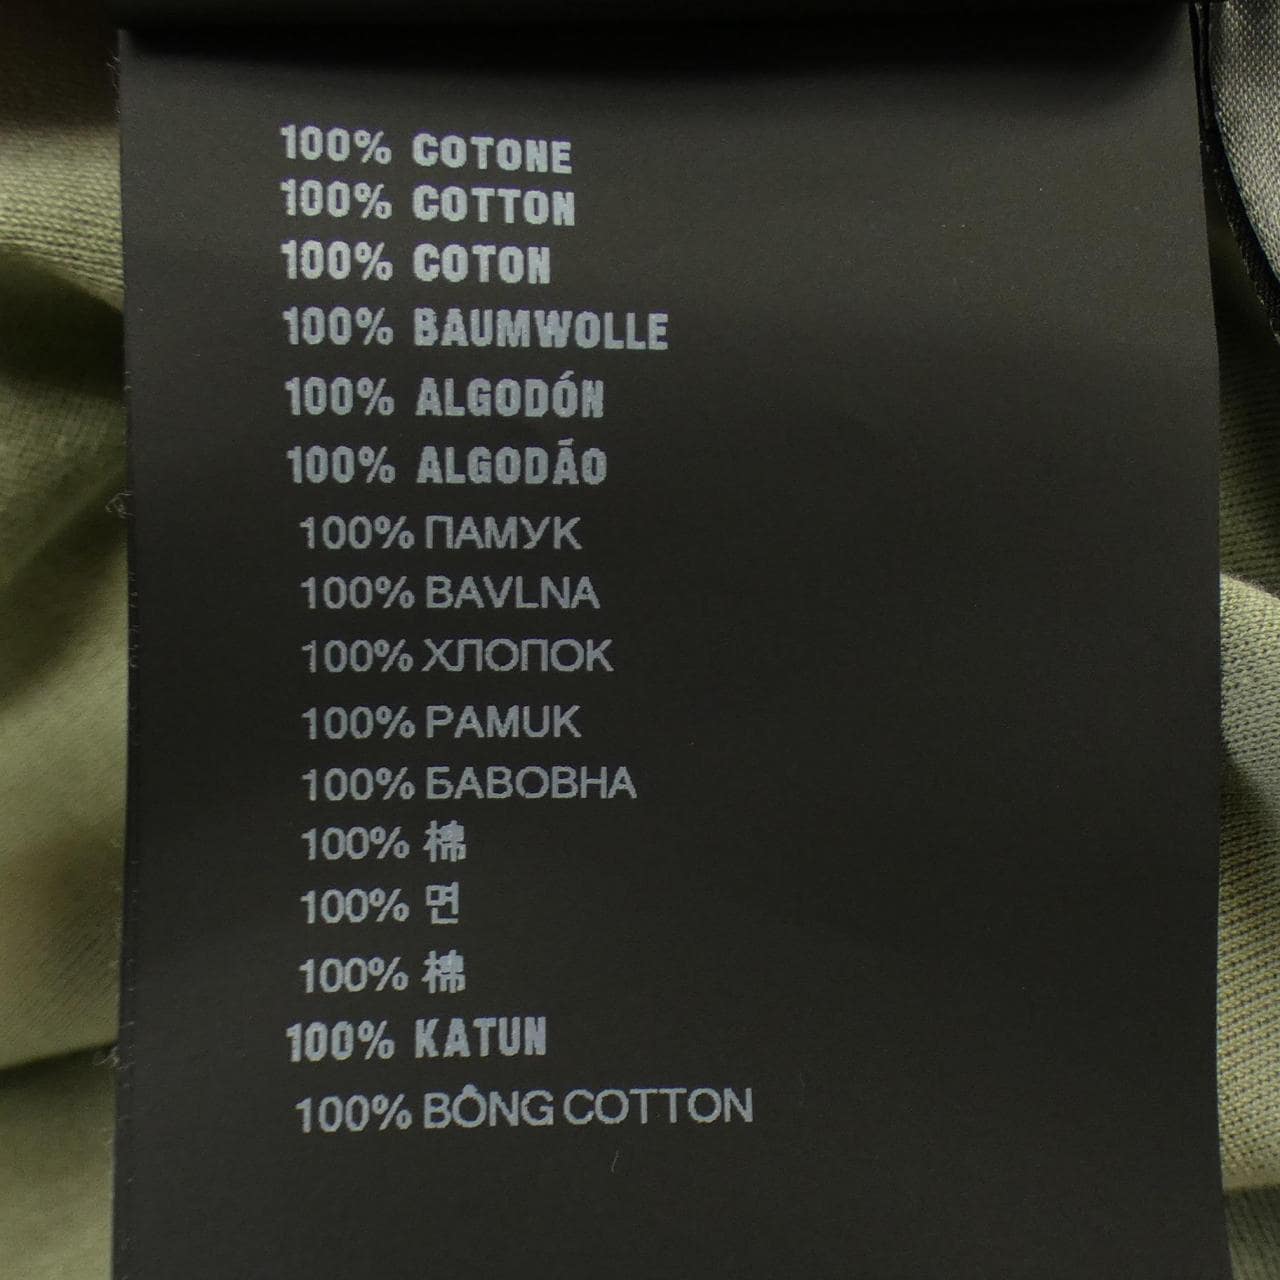 100% COTONE
100% COTTON
100% COTON
100% BAUMWOLLE
100% ALGODÓN
100% ALGODÃO
100% ПАМУК
100% BAVLNA
100% ХЛОПОК
100% PAMUK
100% БАВОВНА
100% 棉
100% 면
100% 棉
100% KATUN
100% BÔNG COTTON